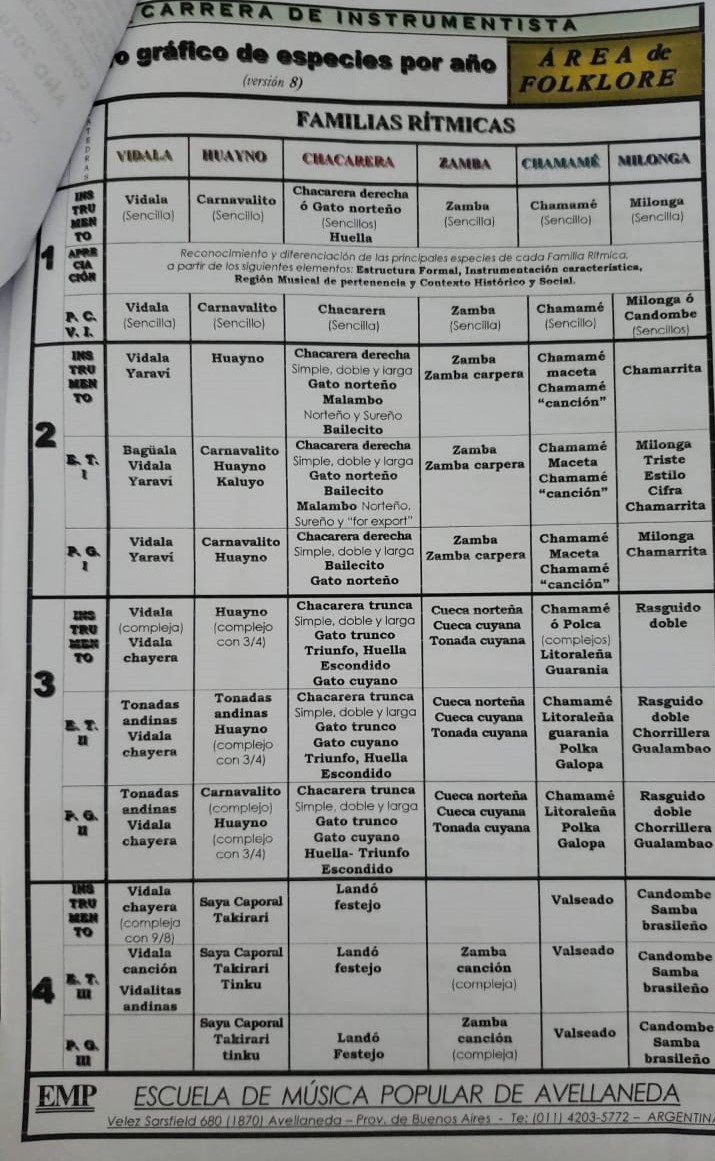 CARRERA DE INSTRUMENTISTA
o gráfico de especies por año
(versión 8)
ÁREA de
FOLKLORE
FAMILIAS RÍTMICAS
VIDALA HUAYNO CHACARERA ZAMBA CHAMAMÉ MILONGA
1
INS
TRU
MEN
TO
Vidala
(Sencilla)
Carnavalito
(Sencillo)
Chacarera derecha
ó Gato norteño
(Sencillos)
Huella
Zamba
(Sencilla)
Chamamé
(Sencillo)
Milonga
(Sencilla)
APRE
CIA
CIÓN
Reconocimiento y diferenciación de las principales especies de cada Familia Rítmica,
a partir de los siguientes elementos: Estructura Formal, Instrumentación característica,
Región Musical de pertenencia y Contexto Histórico y Social.
P. C.
V. I.
Vidala
(Sencilla)
Carnavalito
(Sencillo)
Chacarera
(Sencilla)
Zamba
(Sencilla)
Chamamé
(Sencillo)
Milonga ó
Candombe
(Sencillos)
2
INS
TRU
MEN
TO
Vidala
Yaraví
Huayno
Chacarera derecha
Simple, doble y larga
Gato norteño
Malambo
Norteño y Sureño
Bailecito
Zamba
Zamba carpera
Chamamé
maceta
Chamamé
“canción”
Chamarrita
E. T.
I
Bagüala
Vidala
Yaraví
Carnavalito
Huayno
Kaluyo
Chacarera derecha
Simple, doble y larga
Gato norteño
Bailecito
Malambo Norteño,
Sureño y “for export”
Zamba
Zamba carpera
Chamamé
Maceta
Chamamé
“canción”
Milonga
Triste
Estilo
Cifra
Chamarrita
P. G.
I
Vidala
Yaraví
Carnavalito
Huayno
Chacarera derecha
Simple, doble y larga
Bailecito
Gato norteño
Zamba
Zamba carpera
Chamamé
Maceta
Chamamé
“canción”
Milonga
Chamarrita
3
INS
TRU
MEN
TO
Vidala
(compleja)
Vidala
chayera
Huayno
(complejo
con 3/4)
Chacarera trunca
Simple, doble y larga
Gato trunco
Triunfo, Huella
Escondido
Gato cuyano
Cueca norteña
Cueca cuyana
Tonada cuyana
Chamamé
ó Polca
(complejos)
Litoraleña
Guarania
Rasguido
doble
E. T.
II
Tonadas
andinas
Vidala
chayera
Tonadas
andinas
Huayno
(complejo
con 3/4)
Chacarera trunca
Simple, doble y larga
Gato trunco
Gato cuyano
Triunfo, Huella
Escondido
Cueca norteña
Cueca cuyana
Tonada cuyana
Chamamé
Litoraleña
guarania
Polka
Galopa
Rasguido
doble
Chorrillera
Gualambao
P. G.
II
Tonadas
andinas
Vidala
chayera
Carnavalito
(complejo)
Huayno
(complejo
con 3/4)
Chacarera trunca
Simple, doble y larga
Gato trunco
Gato cuyano
Huella- Triunfo
Escondido
Cueca norteña
Cueca cuyana
Tonada cuyana
Chamamé
Litoraleña
Polka
Galopa
Rasguido
doble
Chorrillera
Gualambao
4
INS
TRU
MEN
TO
Vidala
chayera
(compleja
con 9/8)
Saya Caporal
Takirari
Landó
festejo
Valseado
Candombe
Samba
brasileño
E. T.
III
Vidala
canción
Vidalitas
andinas
Saya Caporal
Takirari
Tinku
Landó
festejo
Zamba
canción
(compleja)
Valseado
Candombe
Samba
brasileño
P. G.
III
Saya Caporal
Takirari
tinku
Landó
Festejo
Zamba
canción
(compleja)
Valseado
Candombe
Samba
brasileño
EMP ESCUELA DE MÚSICA POPULAR DE AVELLANEDA
Velez Sarsfield 680 (1870) Avellaneda – Prov. de Buenos Aires - Te: (011) 4203-5772 – ARGENTINA